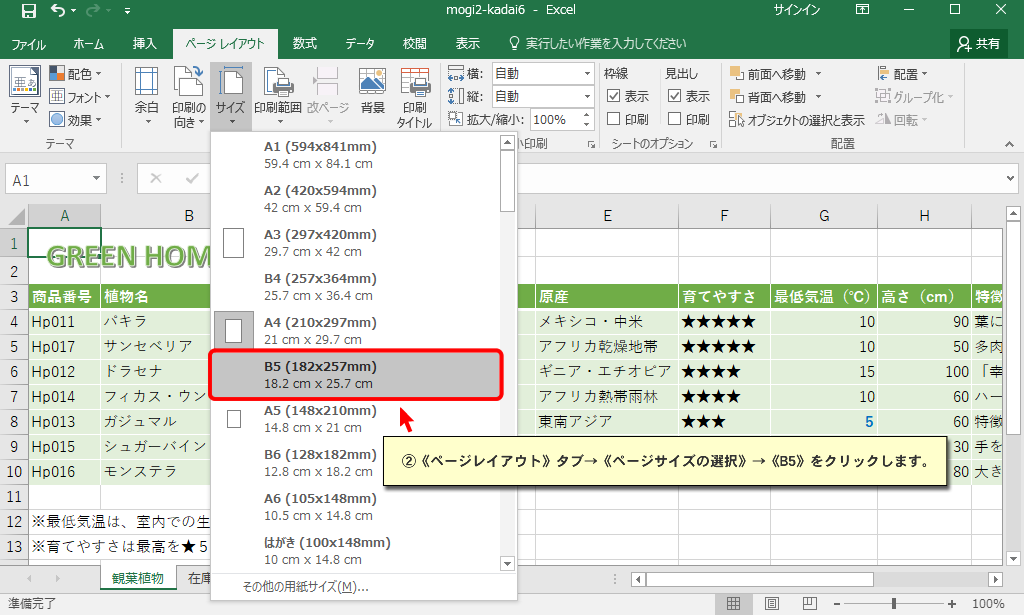 mogi2-kadai6 - Excel
サインイン
ファイル ホーム 挿入 ページ レイアウト 数式 データ 校閲 表示 実行したい作業を入力してください 共有
テーマ
配色
フォント
効果
テーマ
余白
印刷の
向き
サイズ
印刷範囲
改ページ
背景
印刷
タイトル
横: 自動
縦: 自動
拡大/縮小: 100%
小印刷
枠線
表示
印刷
見出し
表示
印刷
シートのオプション
前面へ移動
背面へ移動
オブジェクトの選択と表示
配置
グループ化
回転
配置
A1
A1 (594x841mm)
59.4 cm x 84.1 cm
A2 (420x594mm)
42 cm x 59.4 cm
A3 (297x420mm)
29.7 cm x 42 cm
B4 (257x364mm)
25.7 cm x 36.4 cm
A4 (210x297mm)
21 cm x 29.7 cm
B5 (182x257mm)
18.2 cm x 25.7 cm
A5 (148x210mm)
14.8 cm x 21 cm
B6 (128x182mm)
12.8 cm x 18.2 cm
A6 (105x148mm)
10.5 cm x 14.8 cm
はがき (100x148mm)
10 cm x 14.8 cm
その他の用紙サイズ(M)...
②《ページレイアウト》タブ→《ページサイズの選択》→《B5》をクリックします。
A B E F G H
1 GREEN HOM
2
3 商品番号 植物名 原産 育てやすさ 最低気温（℃） 高さ（cm） 特徴
4 Hp011 パキラ メキシコ・中米 ★★★★★ 10 90 葉に
5 Hp017 サンセベリア アフリカ乾燥地帯 ★★★★★ 10 50 多肉
6 Hp012 ドラセナ ギニア・エチオピア ★★★★ 15 100 「幸
7 Hp014 フィカス・ウン アフリカ熱帯雨林 ★★★★ 10 60 ハー
8 Hp013 ガジュマル 東南アジア ★★★ 5 60 特徴
9 Hp015 シュガーバイン 30 手を
10 Hp016 モンステラ 80 大き
11
12 ※最低気温は、室内での生
13 ※育てやすさは最高を★５
観葉植物 在庫
準備完了 100%